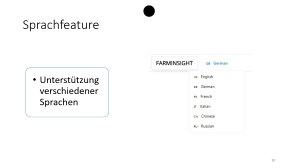 Sprachfeature
• Unterstützung
verschiedener
Sprachen
FARMINSIGHT
German
English
German
French
Italian
Chinese
Russian